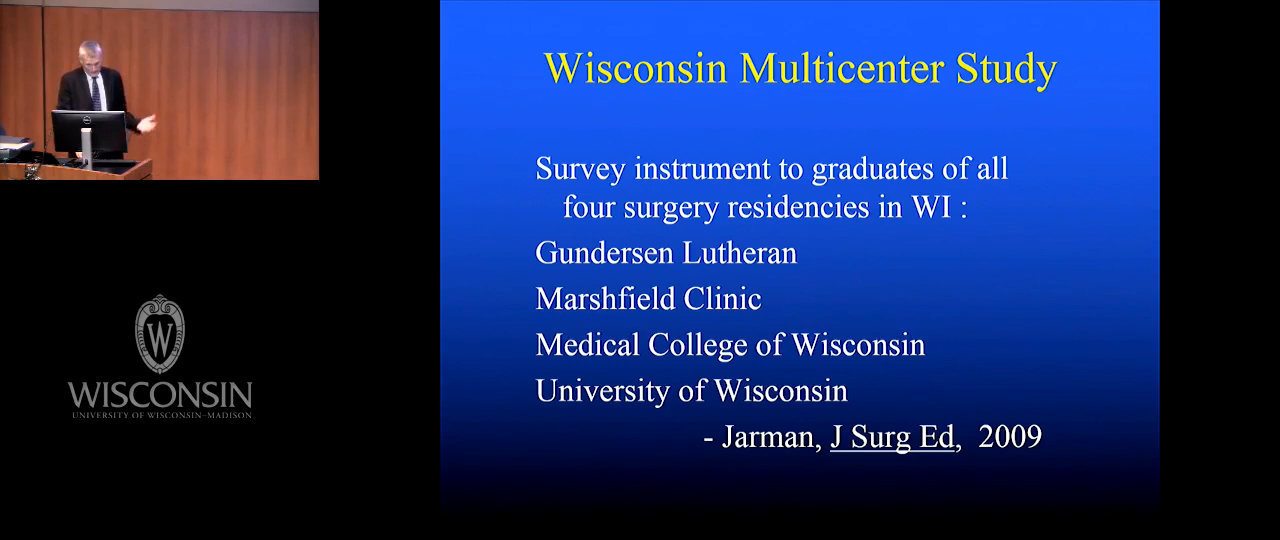 Wisconsin Multicenter Study
Survey instrument to graduates of all
four surgery residencies in WI :
Gundersen Lutheran
Marshfield Clinic
Medical College of Wisconsin
University of Wisconsin
- Jarman, J Surg Ed, 2009
W
WISCONSIN
UNIVERSITY OF WISCONSIN–MADISON